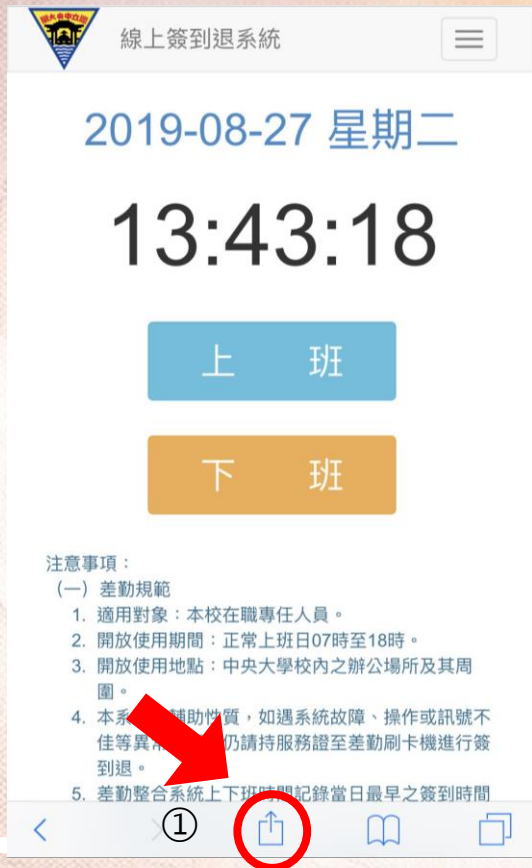 線上簽到退系統
2019-08-27 星期二
13:43:18
上 班
下 班
注意事項：
（一）差勤規範
1. 適用對象：本校在職專任人員。
2. 開放使用期間：正常上班日07時至18時。
3. 開放使用地點：中央大學校內之辦公場所及其周
圍。
4. 本系 輔助性質，如遇系統故障、操作或訊號不
佳等異常 仍請持服務證至差勤刷卡機進行簽
到退。
5. 差勤整合系統上下班時間記錄當日最早之簽到時間
①